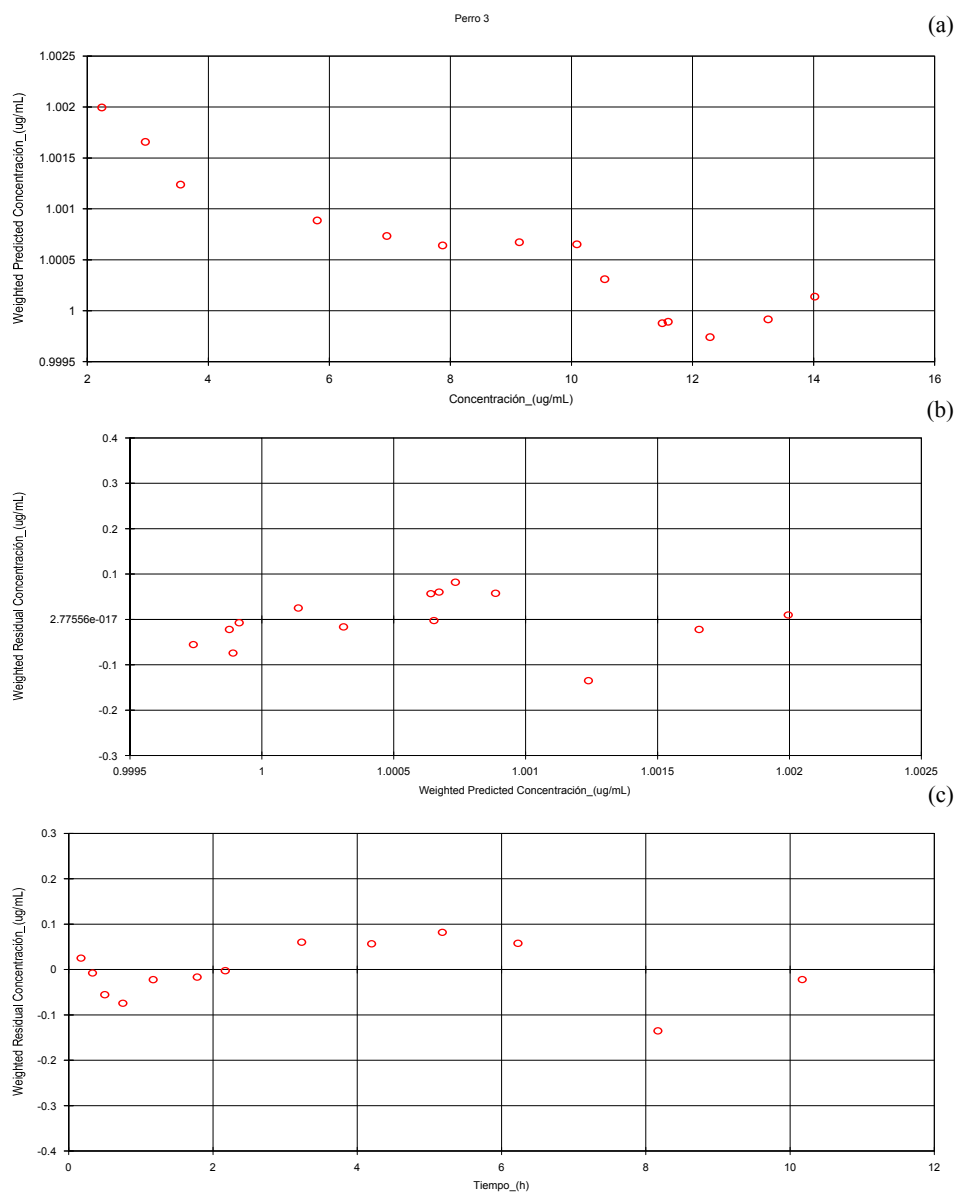 Perro 3
(a)
Weighted Predicted Concentración_(ug/mL)
1.0025
1.002
1.0015
1.001
1.0005
1
0.9995
2 4 6 8 10 12 14 16
Concentración_(ug/mL)
(b)
Weighted Residual Concentración_(ug/mL)
0.4
0.3
0.2
0.1
2.77556e-017
-0.1
-0.2
-0.3
0.9995 1 1.0005 1.001 1.0015 1.002 1.0025
Weighted Predicted Concentración_(ug/mL)
(c)
Weighted Residual Concentración_(ug/mL)
0.3
0.2
0.1
0
-0.1
-0.2
-0.3
-0.4
0 2 4 6 8 10 12
Tiempo_(h)